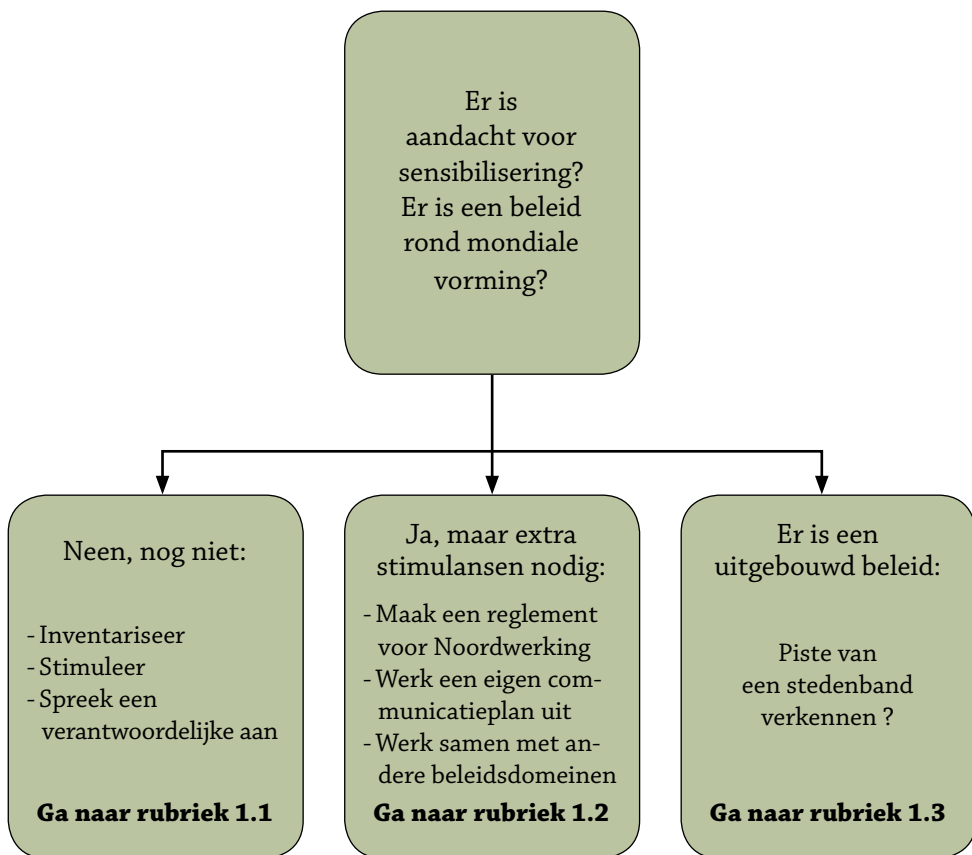 Er is
aandacht voor
sensibilisering?
Er is een beleid
rond mondiale
vorming?
Neen, nog niet:
- Inventariseer
- Stimuleer
- Spreek een
verantwoordelijke aan
Ga naar rubriek 1.1
Ja, maar extra
stimulansen nodig:
- Maak een reglement
voor Noordwerking
- Werk een eigen com-
municatieplan uit
- Werk samen met an-
dere beleidsdomeinen
Ga naar rubriek 1.2
Er is een
uitgebouwd beleid:
Piste van
een stedenband
verkennen ?
Ga naar rubriek 1.3